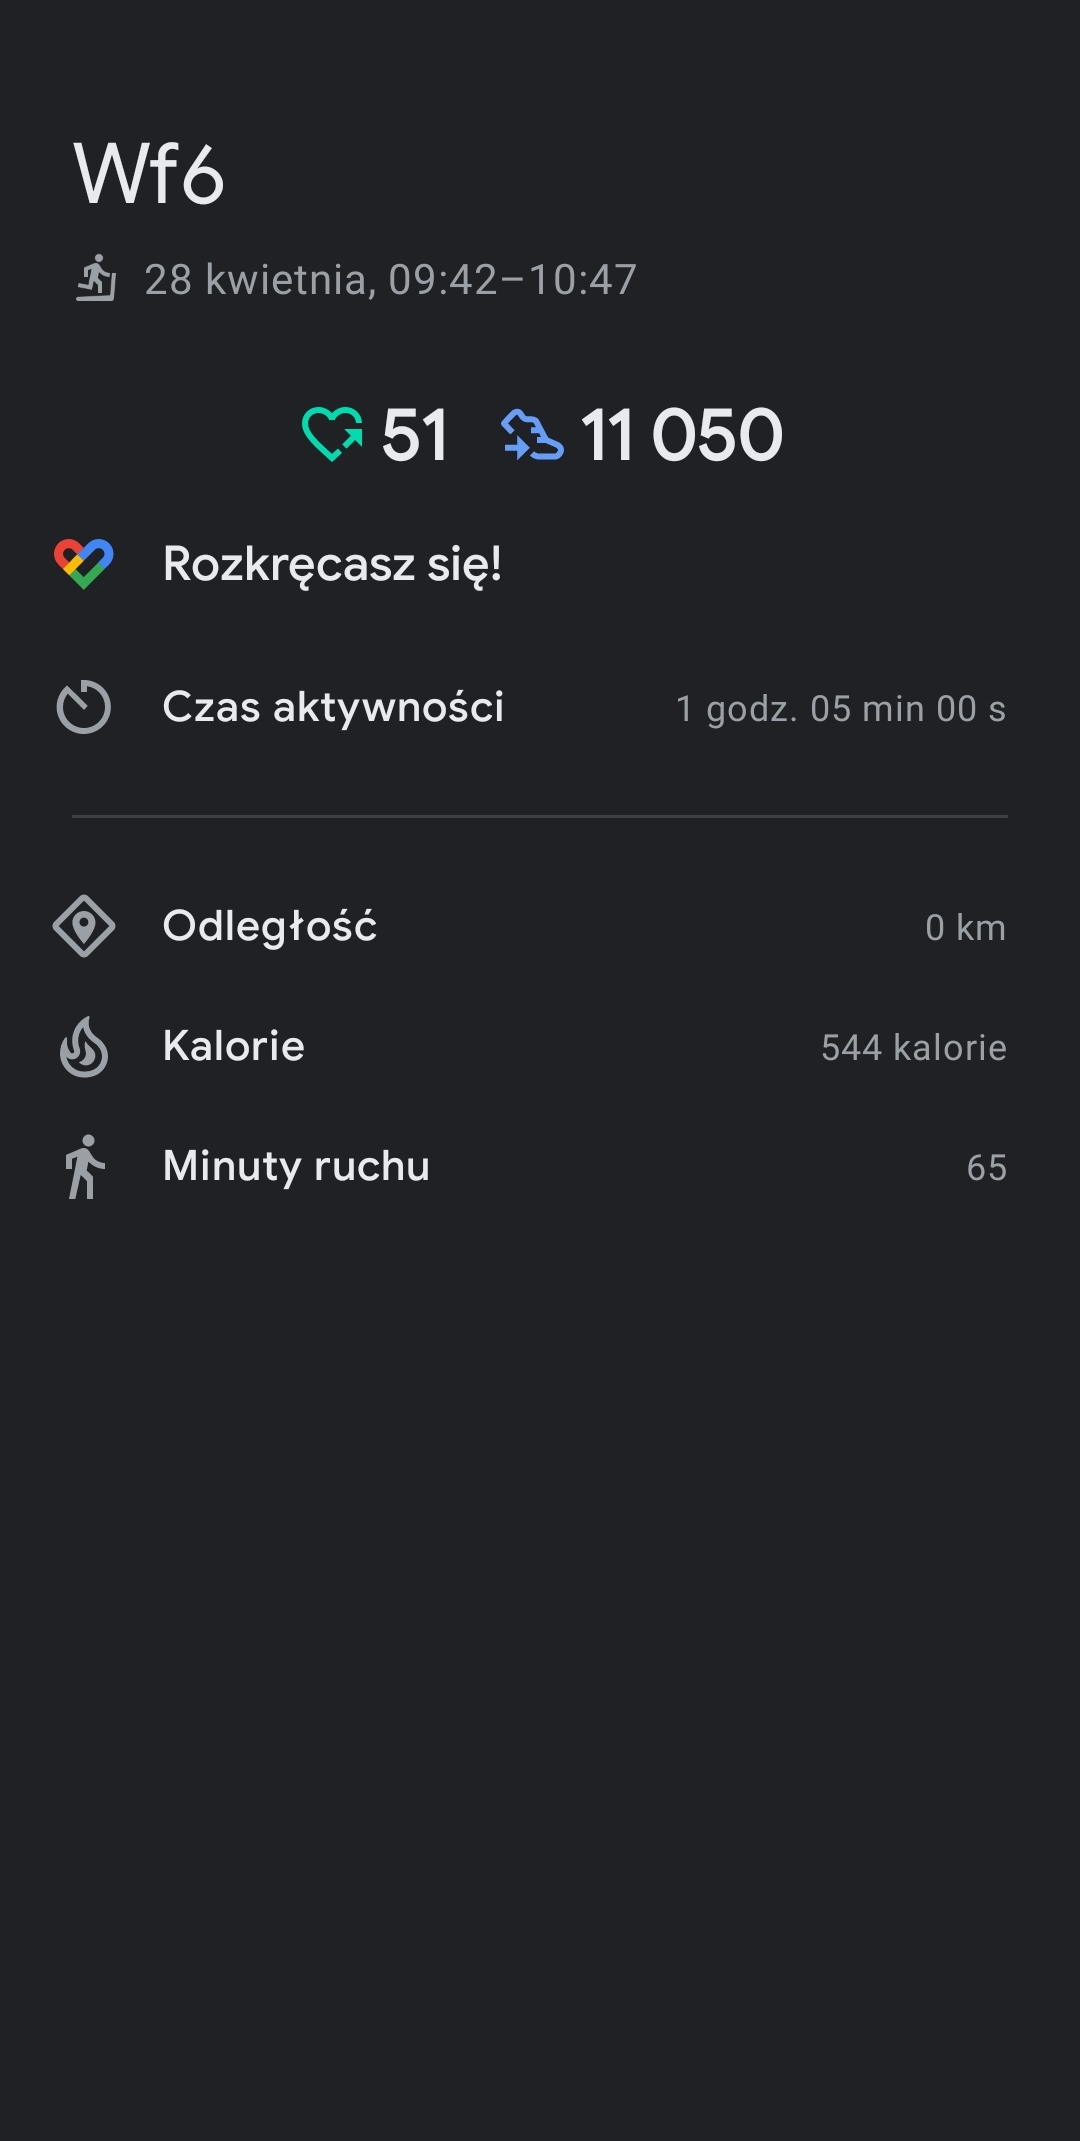 Wf6
28 kwietnia, 09:42–10:47
51 11 050
Rozkręcasz się!
Czas aktywności 1 godz. 05 min 00 s
Odległość 0 km
Kalorie 544 kalorie
Minuty ruchu 65